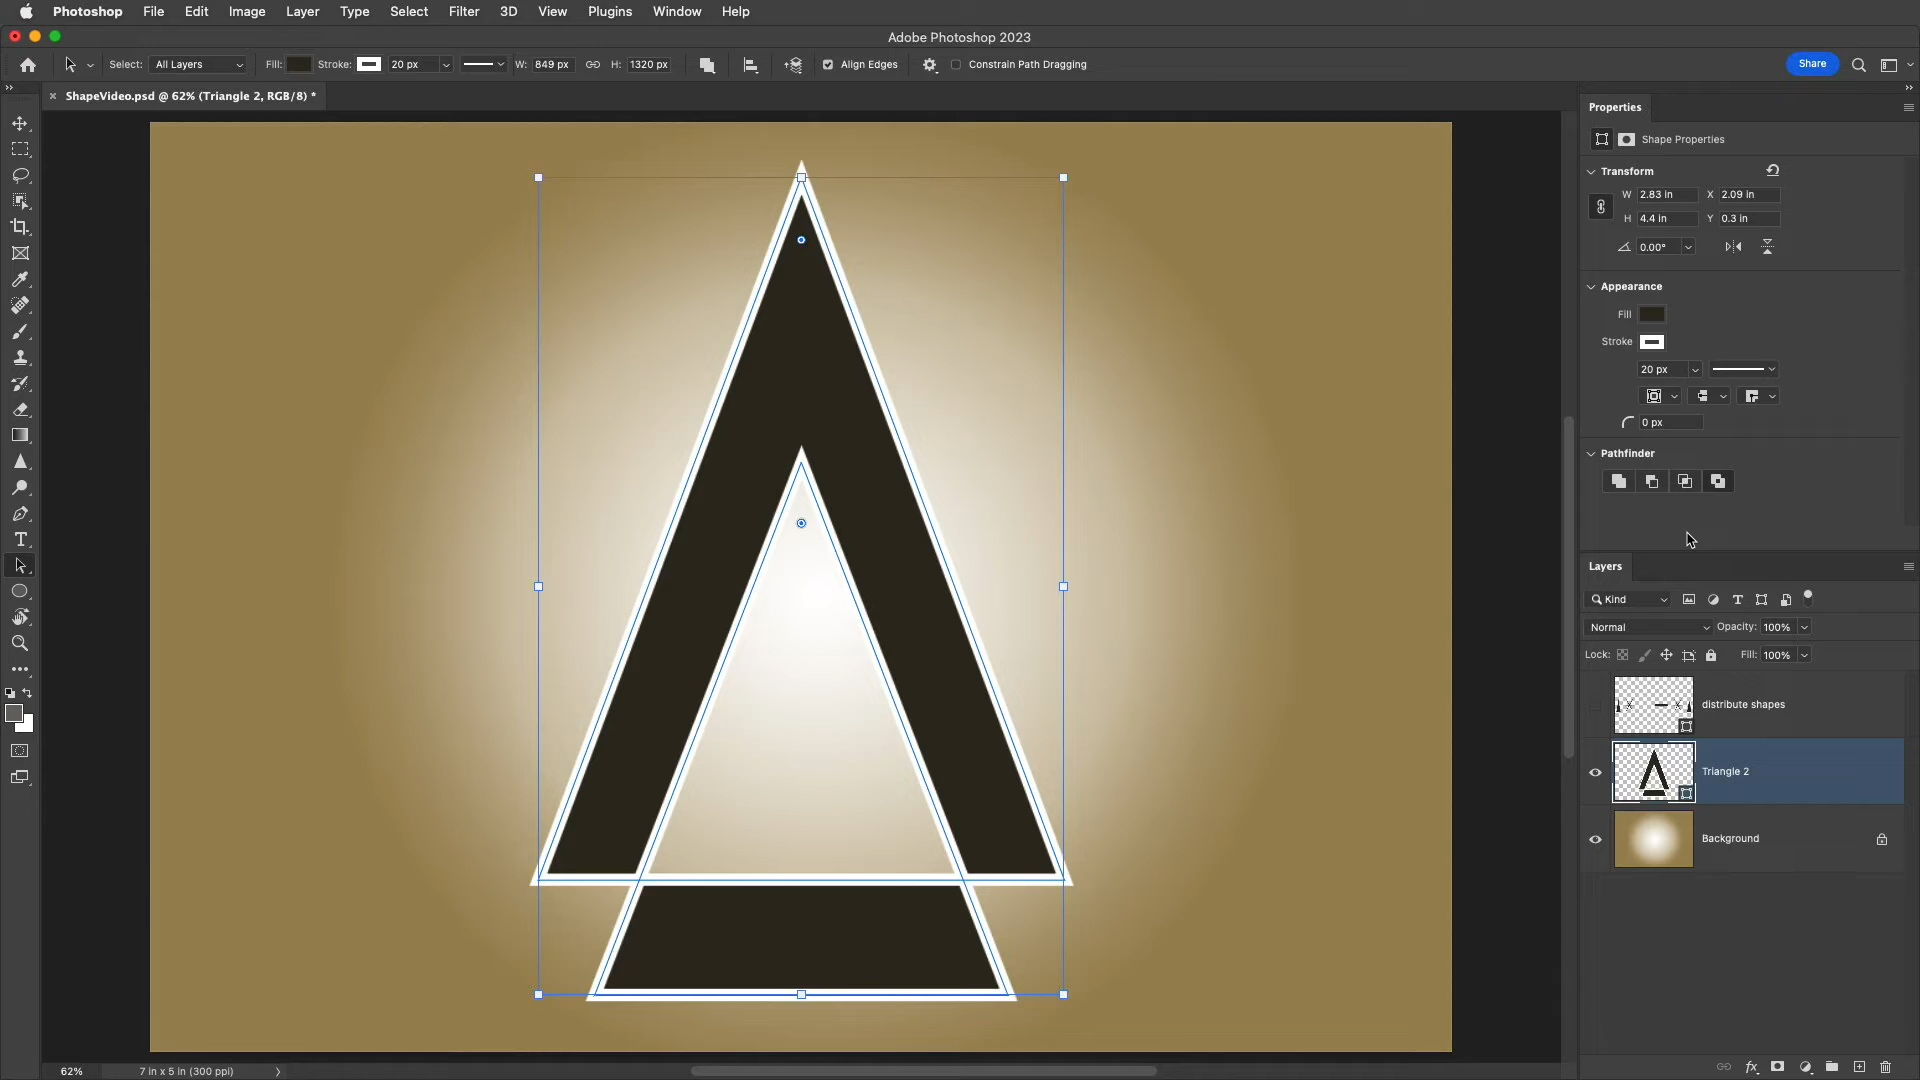 Photoshop File Edit Image Layer Type Select Filter 3D View Plugins Window Help
Adobe Photoshop 2023
Select: All Layers Fill: Stroke: 20 px W: 849 px H: 1320 px Align Edges Constrain Path Dragging Share
ShapeVideo.psd @ 62% (Triangle 2, RGB/8) *
Properties
Shape Properties
Transform
W 2.83 in X 2.09 in
H 4.4 in Y 0.3 in
0.00°
Appearance
Fill
Stroke
20 px
0 px
Pathfinder
Layers
Kind
Normal Opacity: 100%
Lock: Fill: 100%
distribute shapes
Triangle 2
Background
62% 7 in x 5 in (300 ppi)